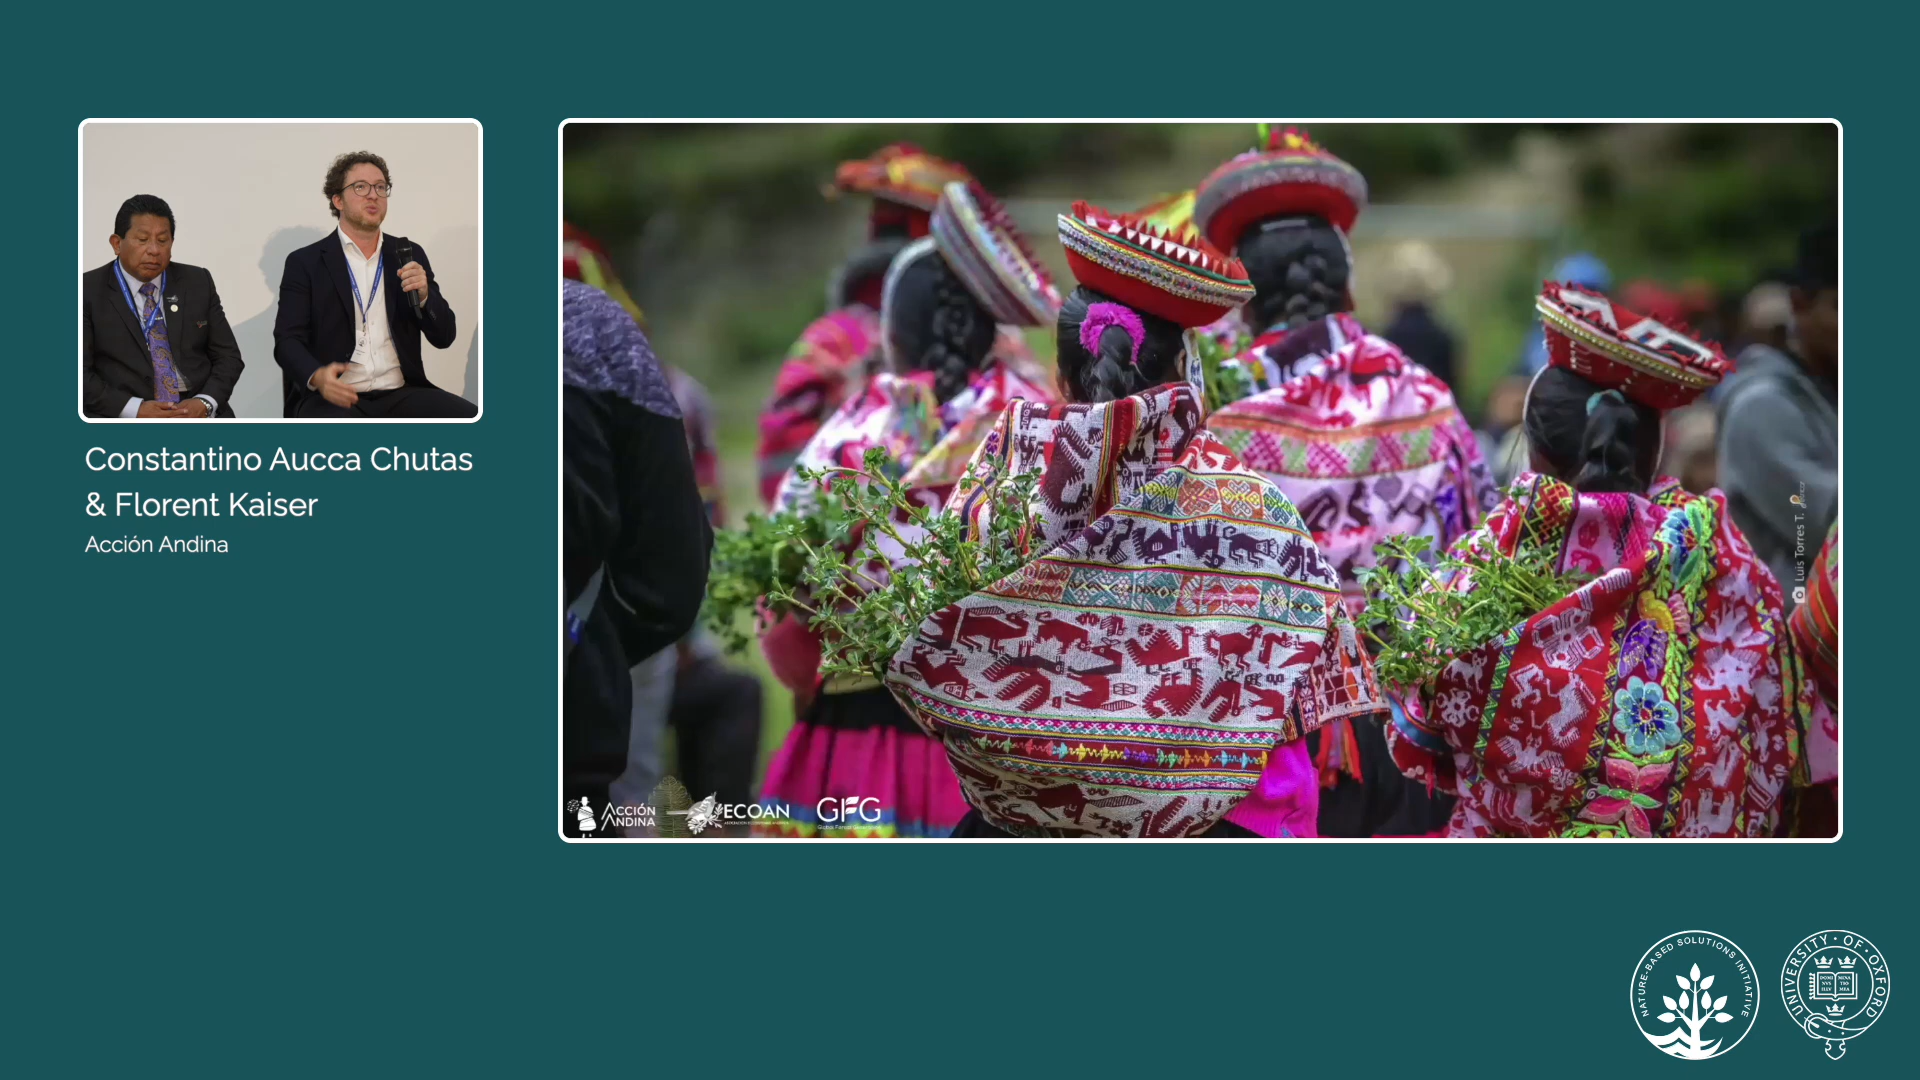 Constantino Aucca Chutas
& Florent Kaiser
Acción Andina
Luis Torres T.
ACCIÓN
ANDINA
ECOAN
GFG
NATURE-BASED SOLUTIONS INITIATIVE
UNIVERSITY · OF · OXFORD